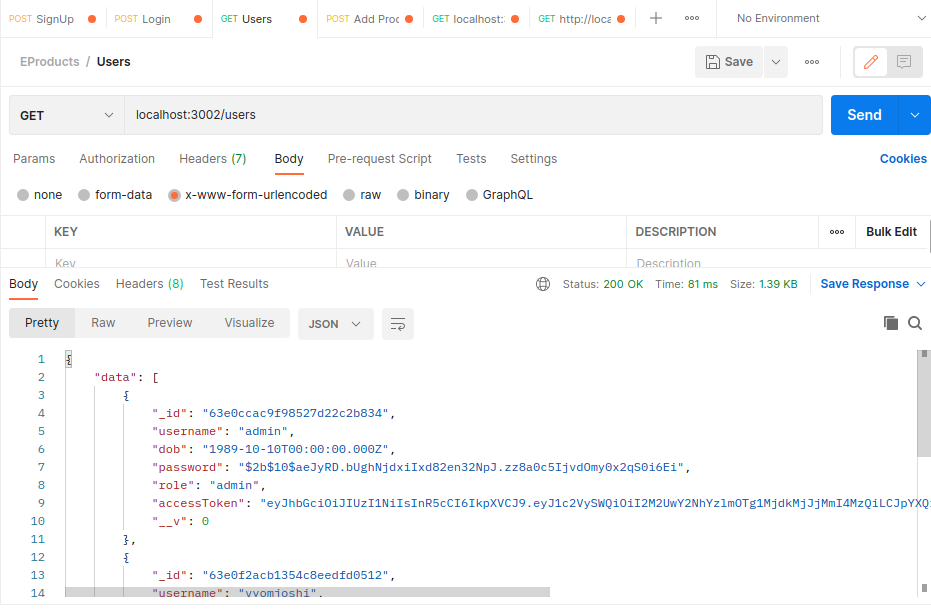 POST SignUp POST Login GET Users POST Add Proc GET localhost: GET http://loca No Environment
EProducts / Users Save
GET localhost:3002/users Send
Params Authorization Headers (7) Body Pre-request Script Tests Settings Cookies
none form-data x-www-form-urlencoded raw binary GraphQL
KEY VALUE DESCRIPTION Bulk Edit
Key Value Description
Body Cookies Headers (8) Test Results Status: 200 OK Time: 81 ms Size: 1.39 KB Save Response
Pretty Raw Preview Visualize JSON
1 {
2 "data": [
3 {
4 "_id": "63e0ccac9f98527d22c2b834",
5 "username": "admin",
6 "dob": "1989-10-10T00:00:00.000Z",
7 "password": "$2b$10$aeJyRD.bUghNjdxiIxd82en32NpJ.zz8a0c5IjvdOmy0x2qS0i6Ei",
8 "role": "admin",
9 "accessToken": "eyJhbGciOiJIUzI1NiIsInR5cCI6IkpXVCJ9.eyJ1c2VySWQiOiI2M2UwY2NhYzlmOTg1MjdkMjJjMmI4MzQiLCJpYXQi
10 "__v": 0
11 },
12 {
13 "_id": "63e0f2acb1354c8eedfd0512",
14 "username": "vyomjoshi",